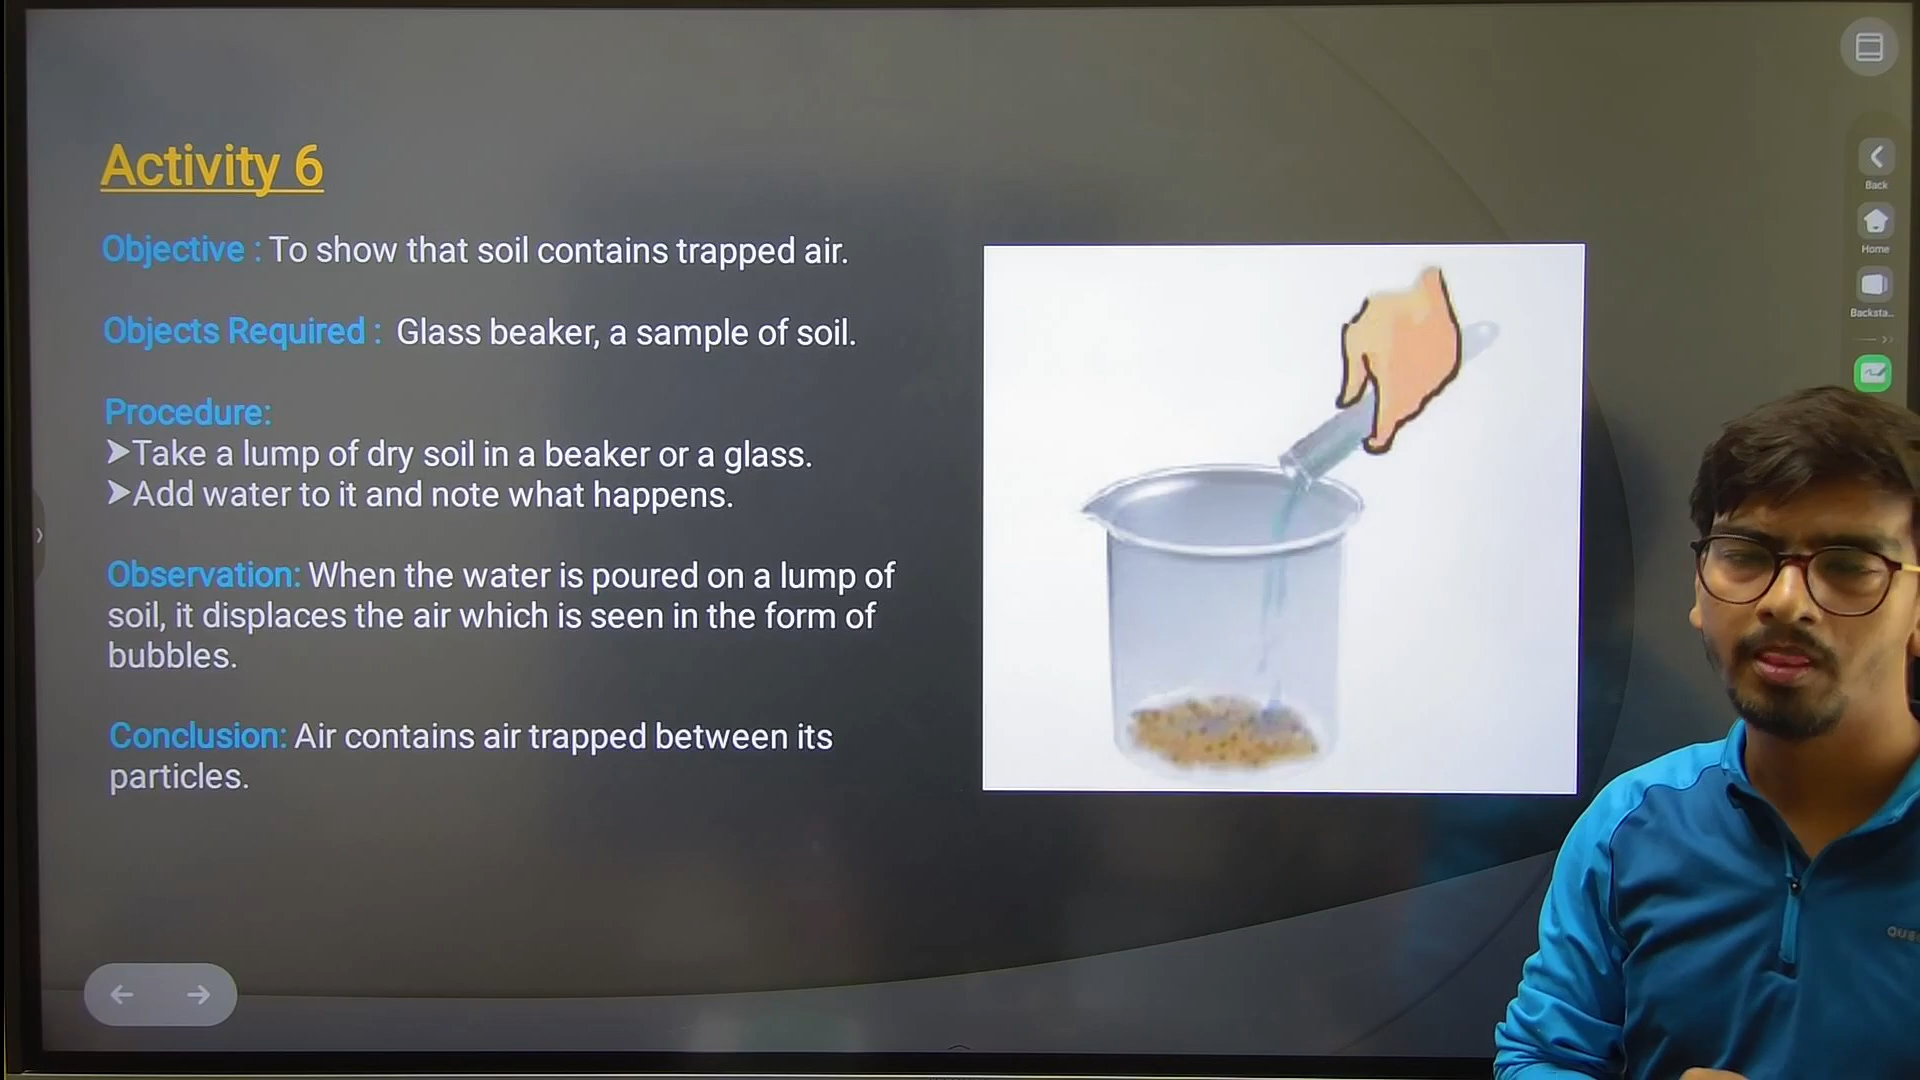 Activity 6
Objective : To show that soil contains trapped air.
Objects Required : Glass beaker, a sample of soil.
Procedure:
➤Take a lump of dry soil in a beaker or a glass.
➤Add water to it and note what happens.
Observation: When the water is poured on a lump of
soil, it displaces the air which is seen in the form of
bubbles.
Conclusion: Air contains air trapped between its
particles.
Back
Home
Backsta...